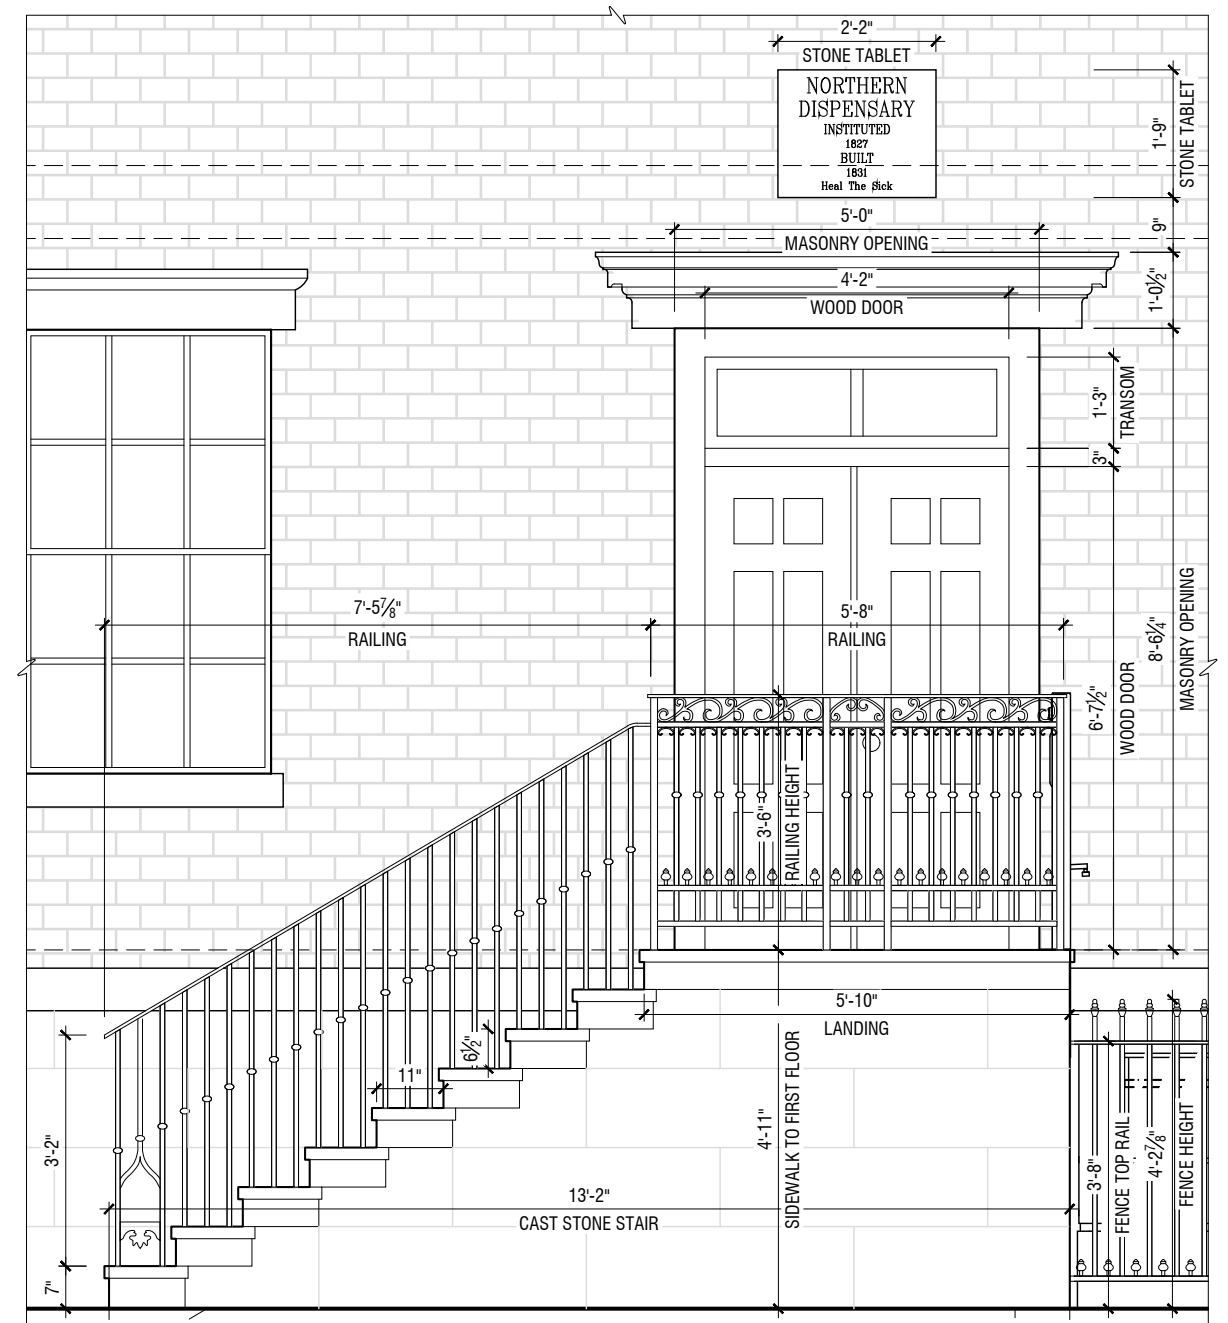 2'-2"
STONE TABLET
NORTHERN
DISPENSARY
INSTITUTED
1827
BUILT
1831
Heal The Sick
1'-9"
STONE TABLET
5'-0"
MASONRY OPENING
9"
4'-2"
WOOD DOOR
1'-0½"
1'-3"
TRANSOM
3"
7'-5⅞"
RAILING
5'-8"
RAILING
8'-6¼"
MASONRY OPENING
6'-7½"
WOOD DOOR
3'-6"
RAILING HEIGHT
5'-10"
LANDING
6½"
11"
4'-11"
SIDEWALK TO FIRST FLOOR
3'-2"
13'-2"
CAST STONE STAIR
3'-8"
FENCE TOP RAIL
4'-2⅞"
FENCE HEIGHT
7"